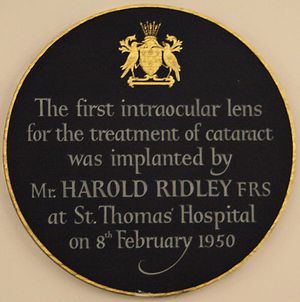 The first intraocular lens
for the treatment of cataract
was implanted by
Mr. HAROLD RIDLEY FRS
at St. Thomas' Hospital
on 8th February 1950